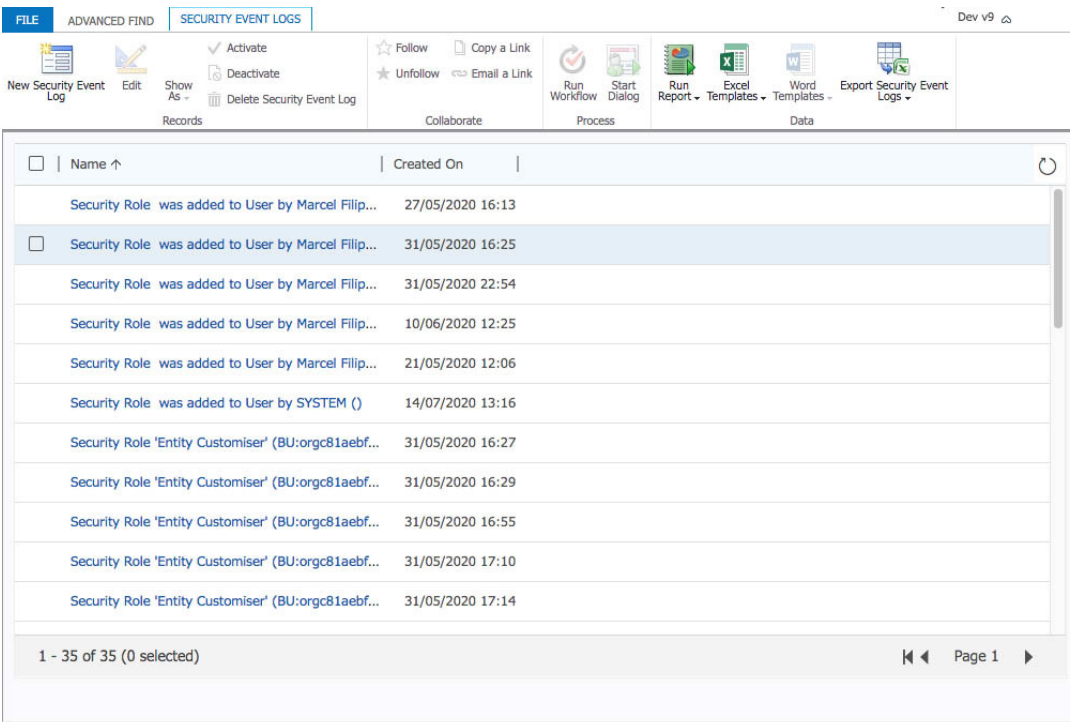 FILE ADVANCED FIND SECURITY EVENT LOGS Dev v9
New Security Event Log
Edit
Show As
Activate
Deactivate
Delete Security Event Log
Records
Follow
Unfollow
Copy a Link
Email a Link
Collaborate
Run Workflow
Start Dialog
Process
Run Report
Excel Templates
Word Templates
Export Security Event Logs
Data
Name Created On
Security Role was added to User by Marcel Filip... 27/05/2020 16:13
Security Role was added to User by Marcel Filip... 31/05/2020 16:25
Security Role was added to User by Marcel Filip... 31/05/2020 22:54
Security Role was added to User by Marcel Filip... 10/06/2020 12:25
Security Role was added to User by Marcel Filip... 21/05/2020 12:06
Security Role was added to User by SYSTEM () 14/07/2020 13:16
Security Role 'Entity Customiser' (BU:orgc81aebf... 31/05/2020 16:27
Security Role 'Entity Customiser' (BU:orgc81aebf... 31/05/2020 16:29
Security Role 'Entity Customiser' (BU:orgc81aebf... 31/05/2020 16:55
Security Role 'Entity Customiser' (BU:orgc81aebf... 31/05/2020 17:10
Security Role 'Entity Customiser' (BU:orgc81aebf... 31/05/2020 17:14
1 - 35 of 35 (0 selected) Page 1